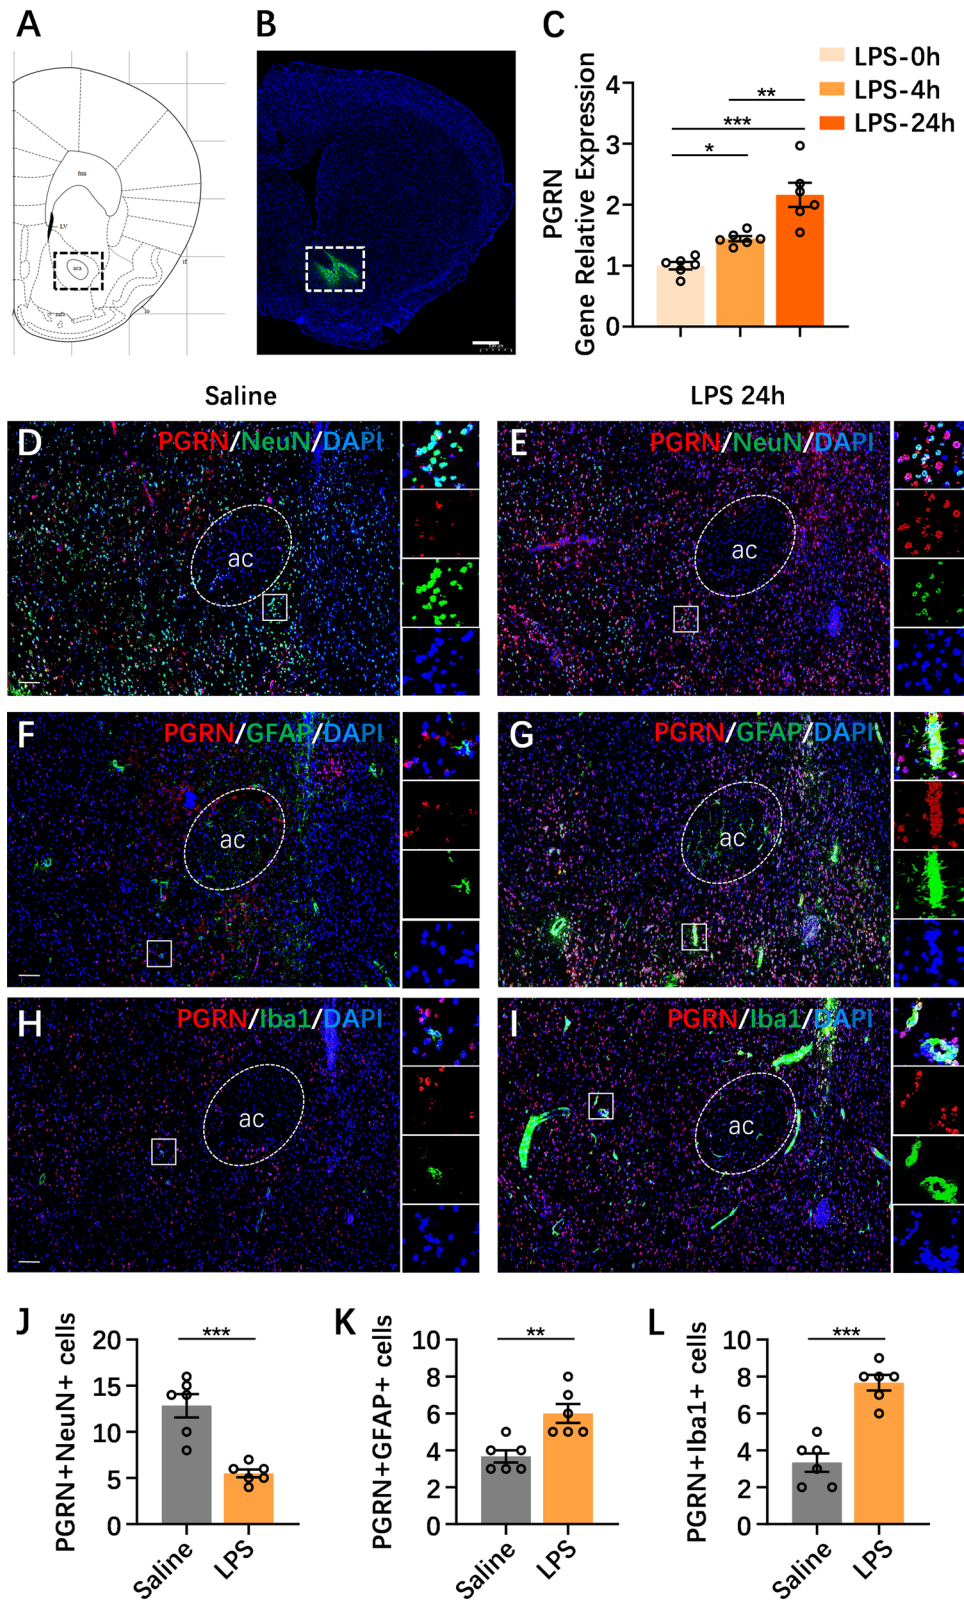 A
B
C
fmi
LV
aca
PGRN
Gene Relative Expression
4
3
2
1
0
*
***
**
LPS-0h
LPS-4h
LPS-24h
Saline
LPS 24h
D
PGRN/NeuN/DAPI
ac
E
PGRN/NeuN/DAPI
ac
F
PGRN/GFAP/DAPI
ac
G
PGRN/GFAP/DAPI
ac
H
PGRN/Iba1/DAPI
ac
I
PGRN/Iba1/DAPI
ac
J
PGRN+NeuN+ cells
20
15
10
5
0
***
Saline
LPS
K
PGRN+GFAP+ cells
10
8
6
4
2
0
**
Saline
LPS
L
PGRN+Iba1+ cells
10
8
6
4
2
0
***
Saline
LPS